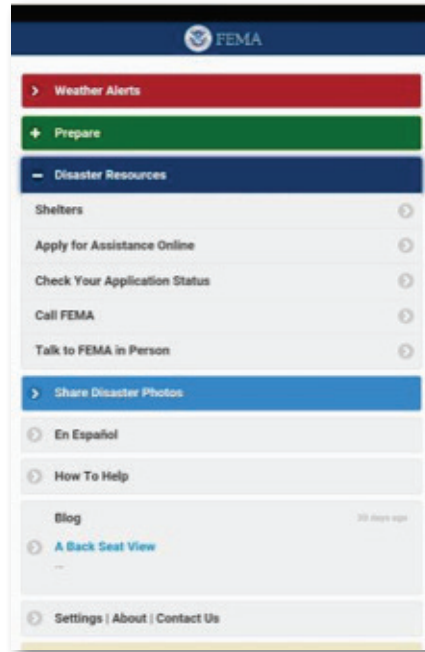 FEMA
Weather Alerts
Prepare
Disaster Resources
Shelters
Apply for Assistance Online
Check Your Application Status
Call FEMA
Talk to FEMA in Person
Share Disaster Photos
En Español
How To Help
Blog
days ago
A Back Seat View
...
Settings | About | Contact Us